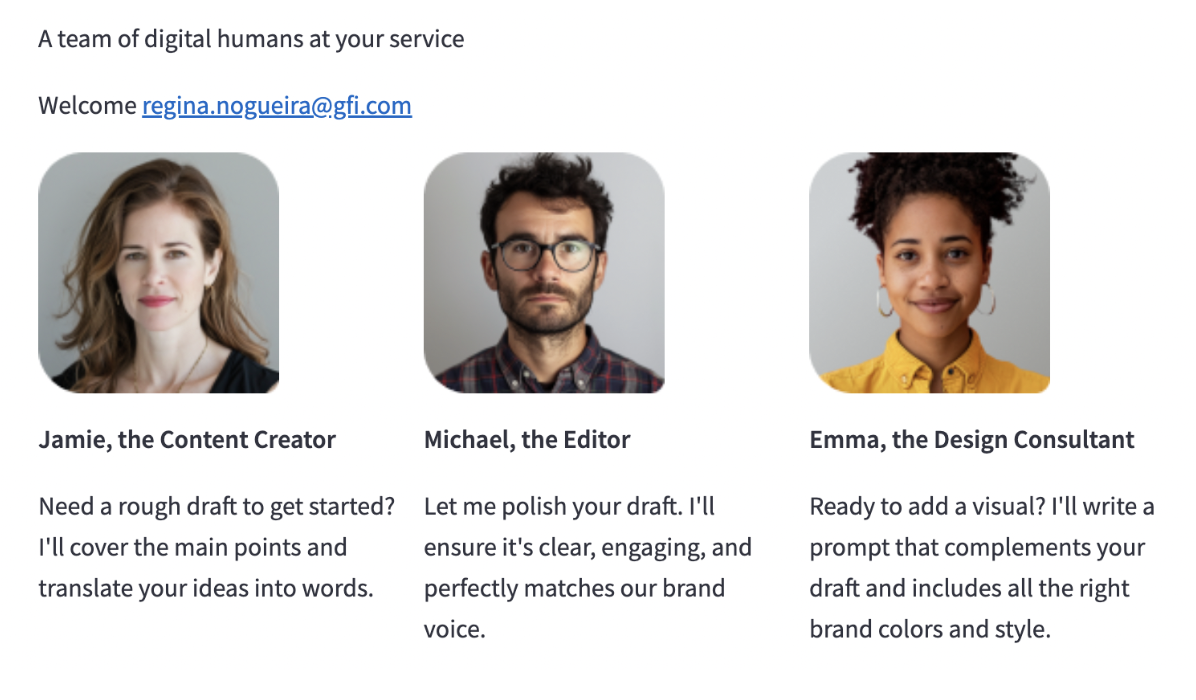 A team of digital humans at your service
Welcome regina.nogueira@gfi.com
Jamie, the Content Creator
Need a rough draft to get started?
I'll cover the main points and
translate your ideas into words.
Michael, the Editor
Let me polish your draft. I'll
ensure it's clear, engaging, and
perfectly matches our brand
voice.
Emma, the Design Consultant
Ready to add a visual? I'll write a
prompt that complements your
draft and includes all the right
brand colors and style.